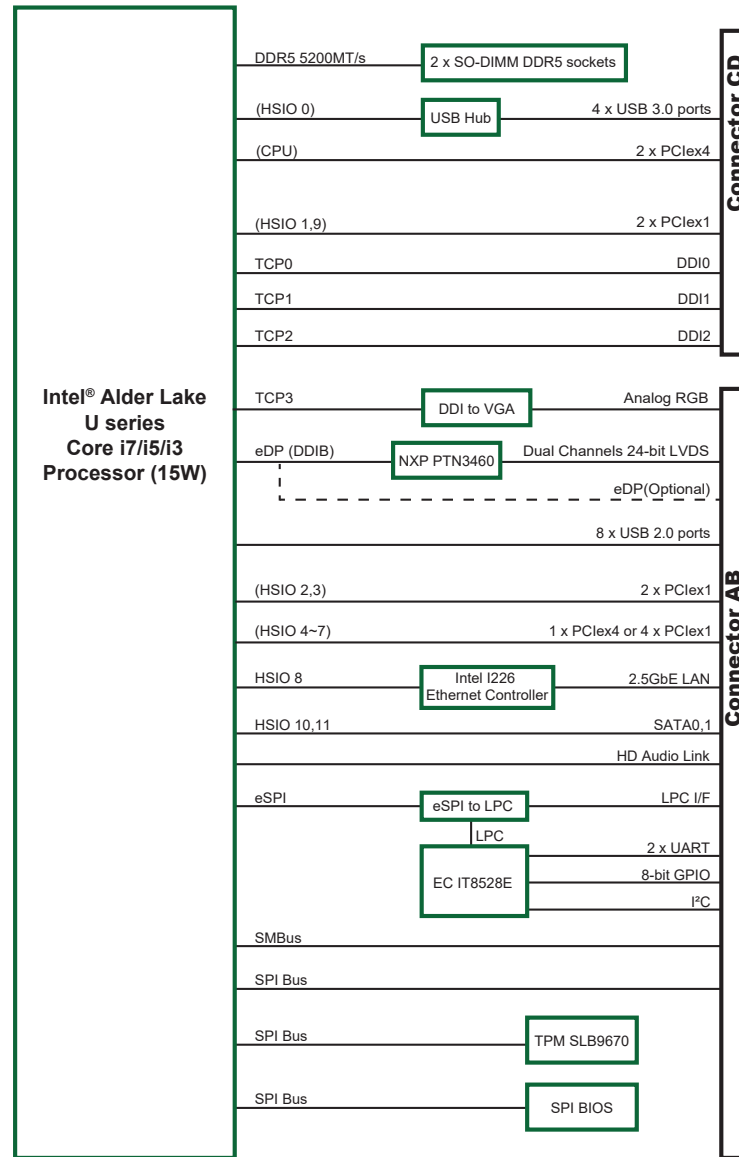 DDR5 5200MT/s
2 x SO-DIMM DDR5 sockets
(HSIO 0)
USB Hub
4 x USB 3.0 ports
(CPU)
2 x PCIex4
(HSIO 1,9)
2 x PCIex1
TCP0
DDI0
TCP1
DDI1
TCP2
DDI2
Connector CD
Intel® Alder Lake
U series
Core i7/i5/i3
Processor (15W)
TCP3
DDI to VGA
Analog RGB
eDP (DDIB)
NXP PTN3460
Dual Channels 24-bit LVDS
eDP(Optional)
8 x USB 2.0 ports
(HSIO 2,3)
2 x PCIex1
(HSIO 4~7)
1 x PCIex4 or 4 x PCIex1
HSIO 8
Intel I226
Ethernet Controller
2.5GbE LAN
HSIO 10,11
SATA0,1
HD Audio Link
eSPI
eSPI to LPC
LPC I/F
LPC
EC IT8528E
2 x UART
8-bit GPIO
I²C
SMBus
SPI Bus
SPI Bus
TPM SLB9670
SPI Bus
SPI BIOS
Connector AB